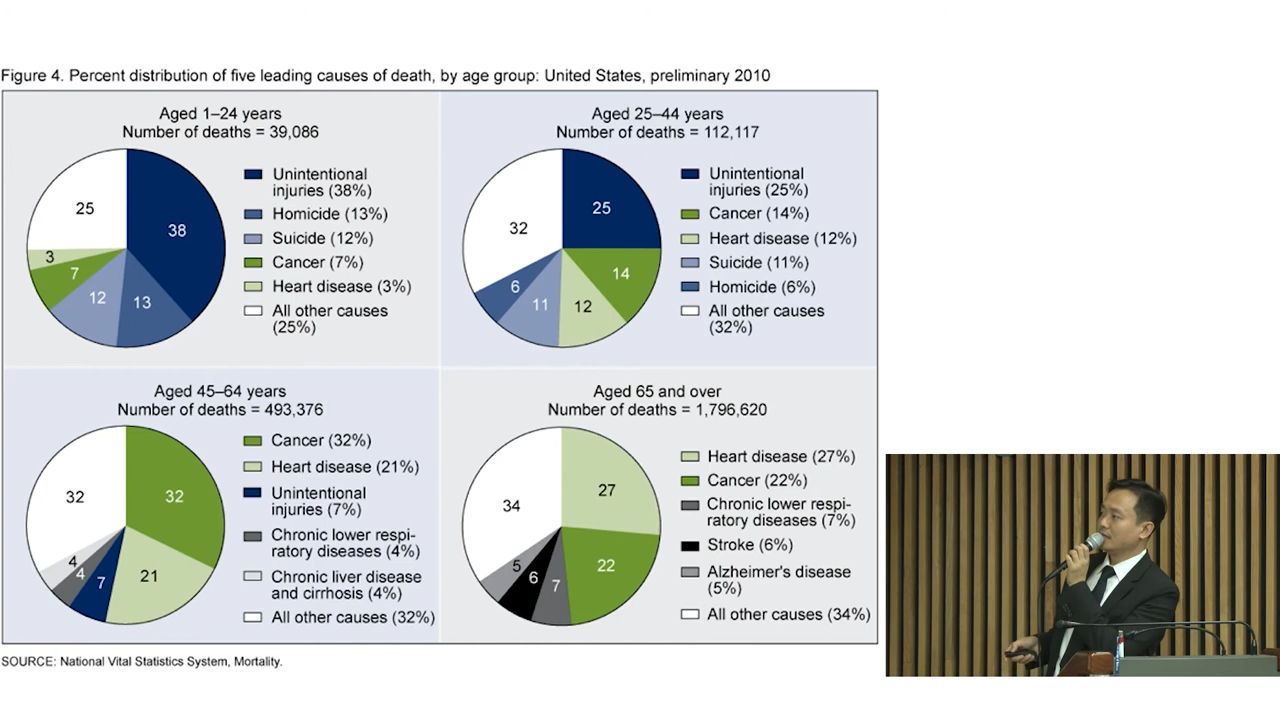 Figure 4. Percent distribution of five leading causes of death, by age group: United States, preliminary 2010
Aged 1–24 years
Number of deaths = 39,086
25
38
3
7
12
13
Unintentional
injuries (38%)
Homicide (13%)
Suicide (12%)
Cancer (7%)
Heart disease (3%)
All other causes
(25%)
Aged 25–44 years
Number of deaths = 112,117
32
25
14
6
11
12
Unintentional
injuries (25%)
Cancer (14%)
Heart disease (12%)
Suicide (11%)
Homicide (6%)
All other causes
(32%)
Aged 45–64 years
Number of deaths = 493,376
32
32
4
4
7
21
Cancer (32%)
Heart disease (21%)
Unintentional
injuries (7%)
Chronic lower respi-
ratory diseases (4%)
Chronic liver disease
and cirrhosis (4%)
All other causes (32%)
Aged 65 and over
Number of deaths = 1,796,620
34
27
5
6
7
22
Heart disease (27%)
Cancer (22%)
Chronic lower respi-
ratory diseases (7%)
Stroke (6%)
Alzheimer's disease
(5%)
All other causes (34%)
SOURCE: National Vital Statistics System, Mortality.